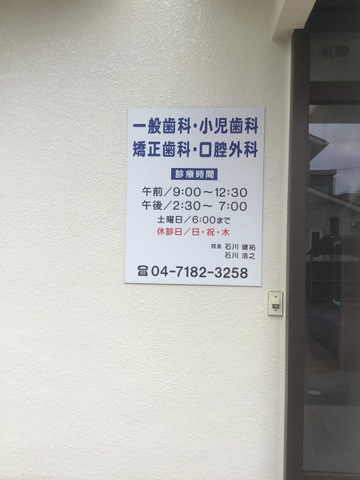 一般歯科・小児歯科
矯正歯科・口腔外科
診療時間
午前／9:00～12:30
午後／2:30～ 7:00
土曜日／6:00まで
休診日／日・祝・木
院長 石川 健祐
石川 浩之
☎04-7182-3258